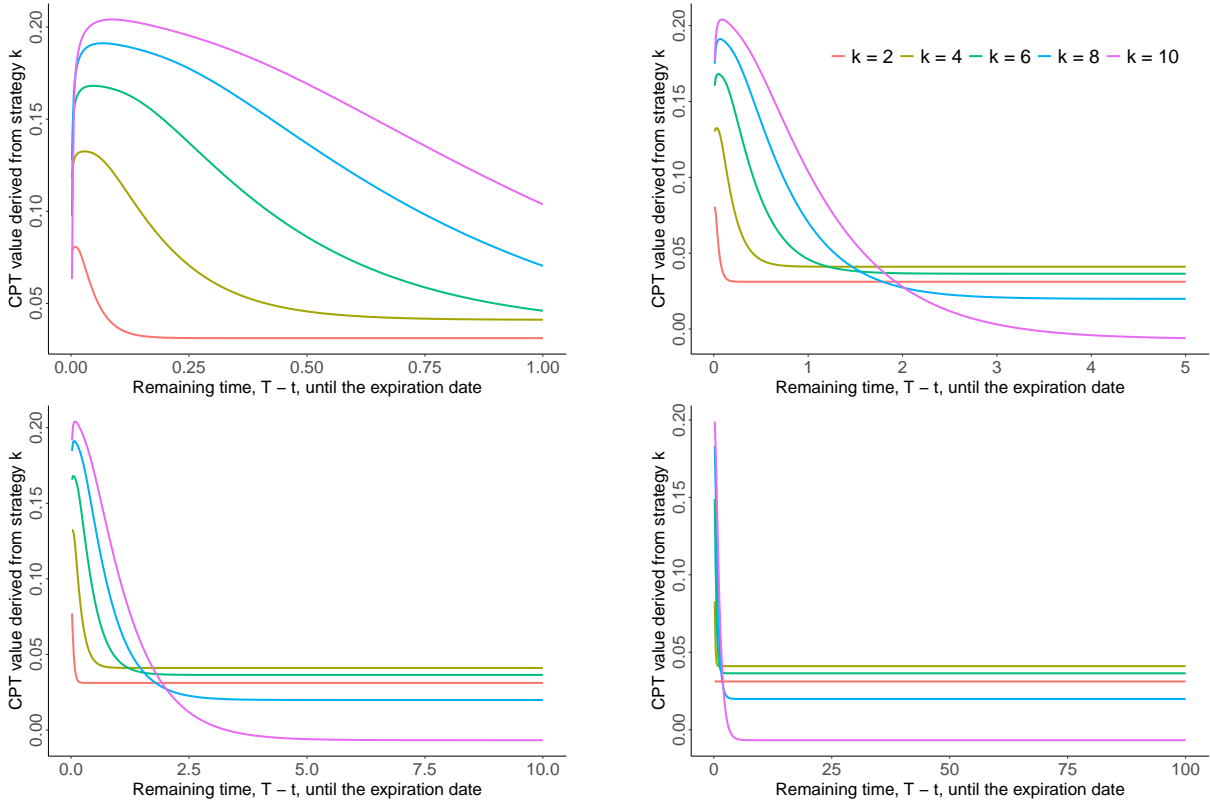 CPT value derived from strategy k
0.20
0.15
0.10
0.05
0.00 0.25 0.50 0.75 1.00
Remaining time, T − t, until the expiration date
CPT value derived from strategy k
0.20
0.15
0.10
0.05
0.00
k = 2 k = 4 k = 6 k = 8 k = 10
0 1 2 3 4 5
Remaining time, T − t, until the expiration date
CPT value derived from strategy k
0.20
0.15
0.10
0.05
0.00
0.0 2.5 5.0 7.5 10.0
Remaining time, T − t, until the expiration date
CPT value derived from strategy k
0.20
0.15
0.10
0.05
0.00
0 25 50 75 100
Remaining time, T − t, until the expiration date